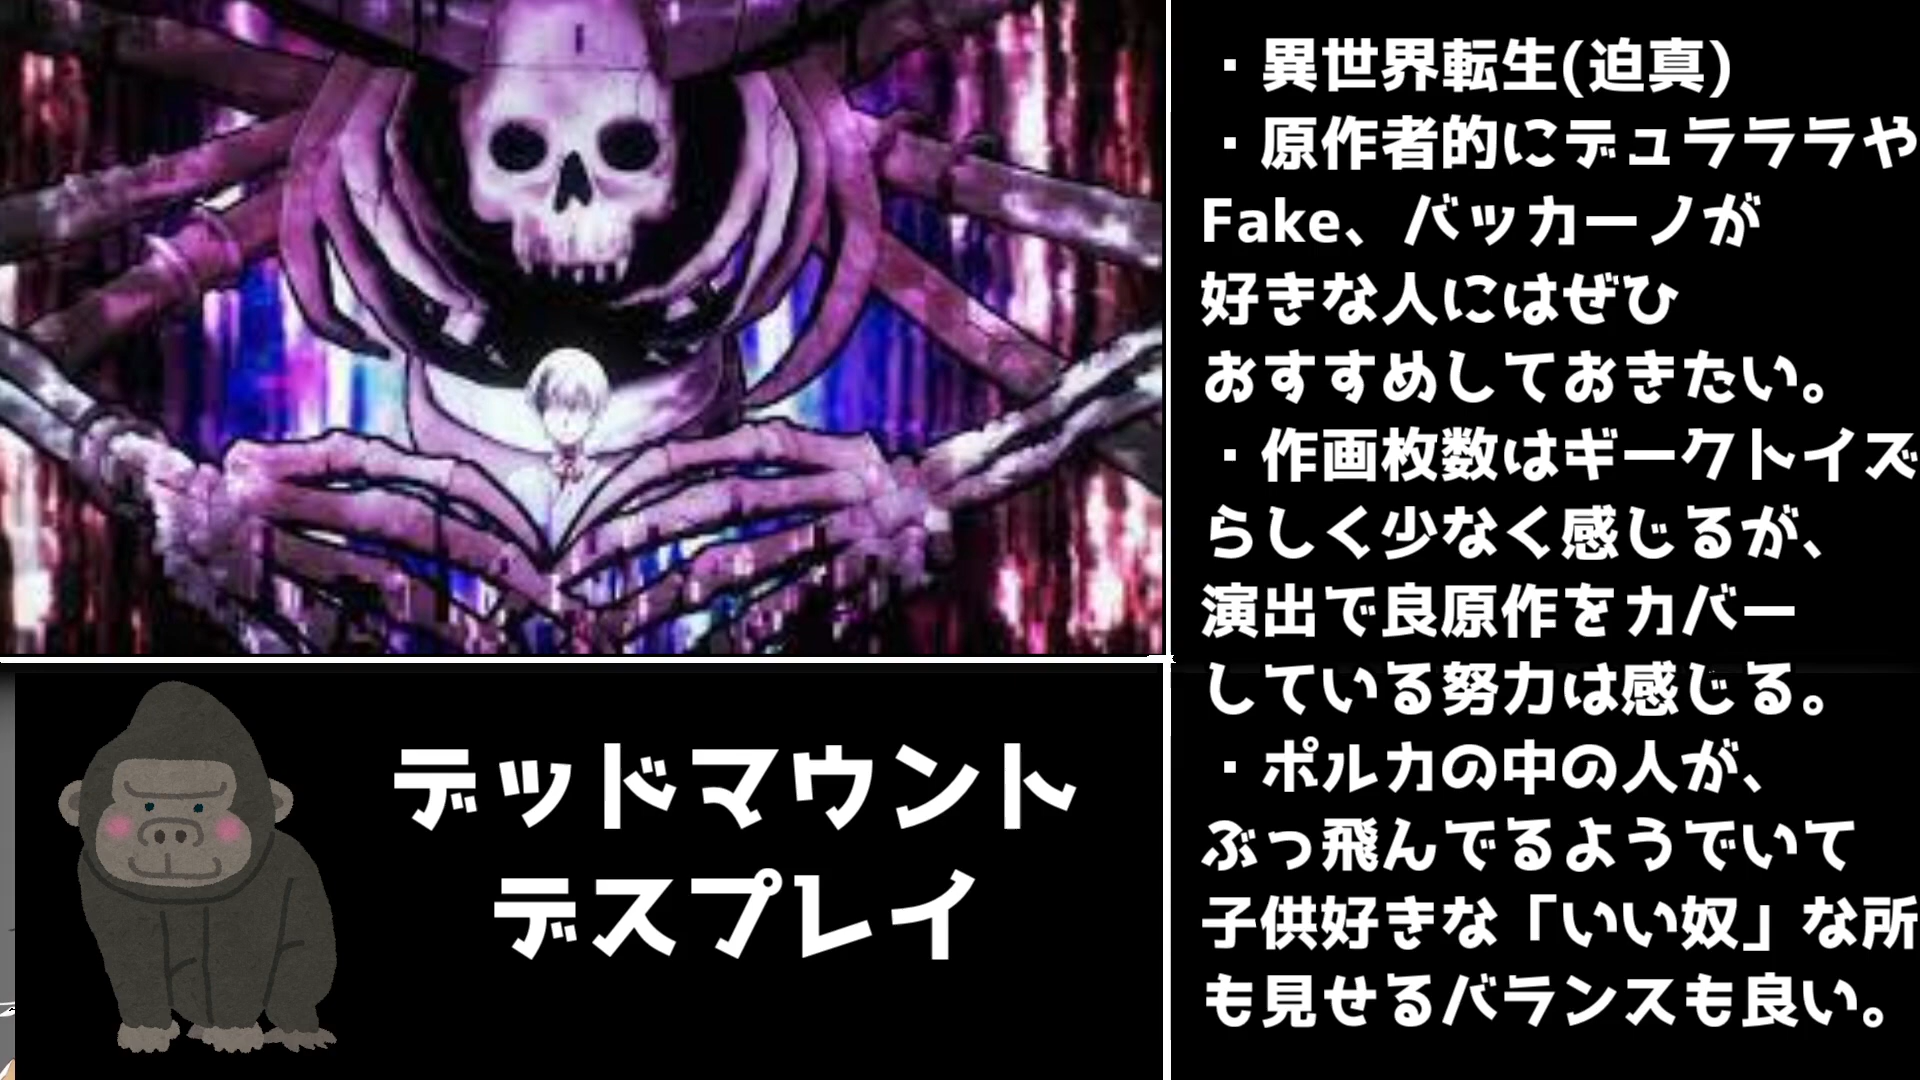 デッドマウント
デスプレイ
・異世界転生(迫真)
・原作者的にデュラララや
Fake、バッカーノが
好きな人にはぜひ
おすすめしておきたい。
・作画枚数はギークトイズ
らしく少なく感じるが、
演出で良原作をカバー
している努力は感じる。
・ポルカの中の人が、
ぶっ飛んでるようでいて
子供好きな「いい奴」な所
も見せるバランスも良い。